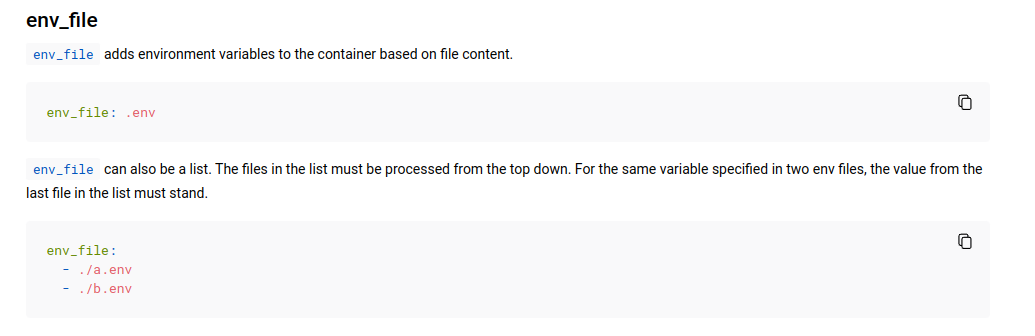 env_file
env_file adds environment variables to the container based on file content.
env_file: .env
env_file can also be a list. The files in the list must be processed from the top down. For the same variable specified in two env files, the value from the
last file in the list must stand.
env_file:
  - ./a.env
  - ./b.env